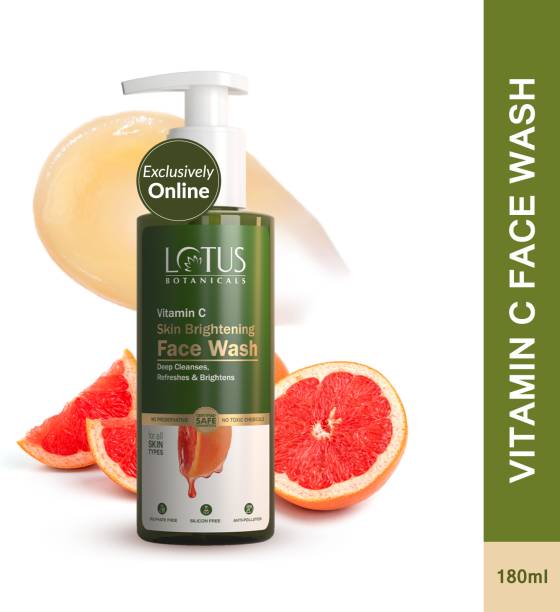 Exclusively
Online
LOTUS
BOTANICALS
Vitamin C
Skin Brightening
Face Wash
Deep Cleanses,
Refreshes & Brightens
NO PRESERVATIVE
CERTIFIED
SAFE
NO TOXIC CHEMICALS
for all
SKIN
TYPES
SULPHATE FREE
SILICON FREE
ANTI-POLLUTION
VITAMIN C FACE WASH
180ml